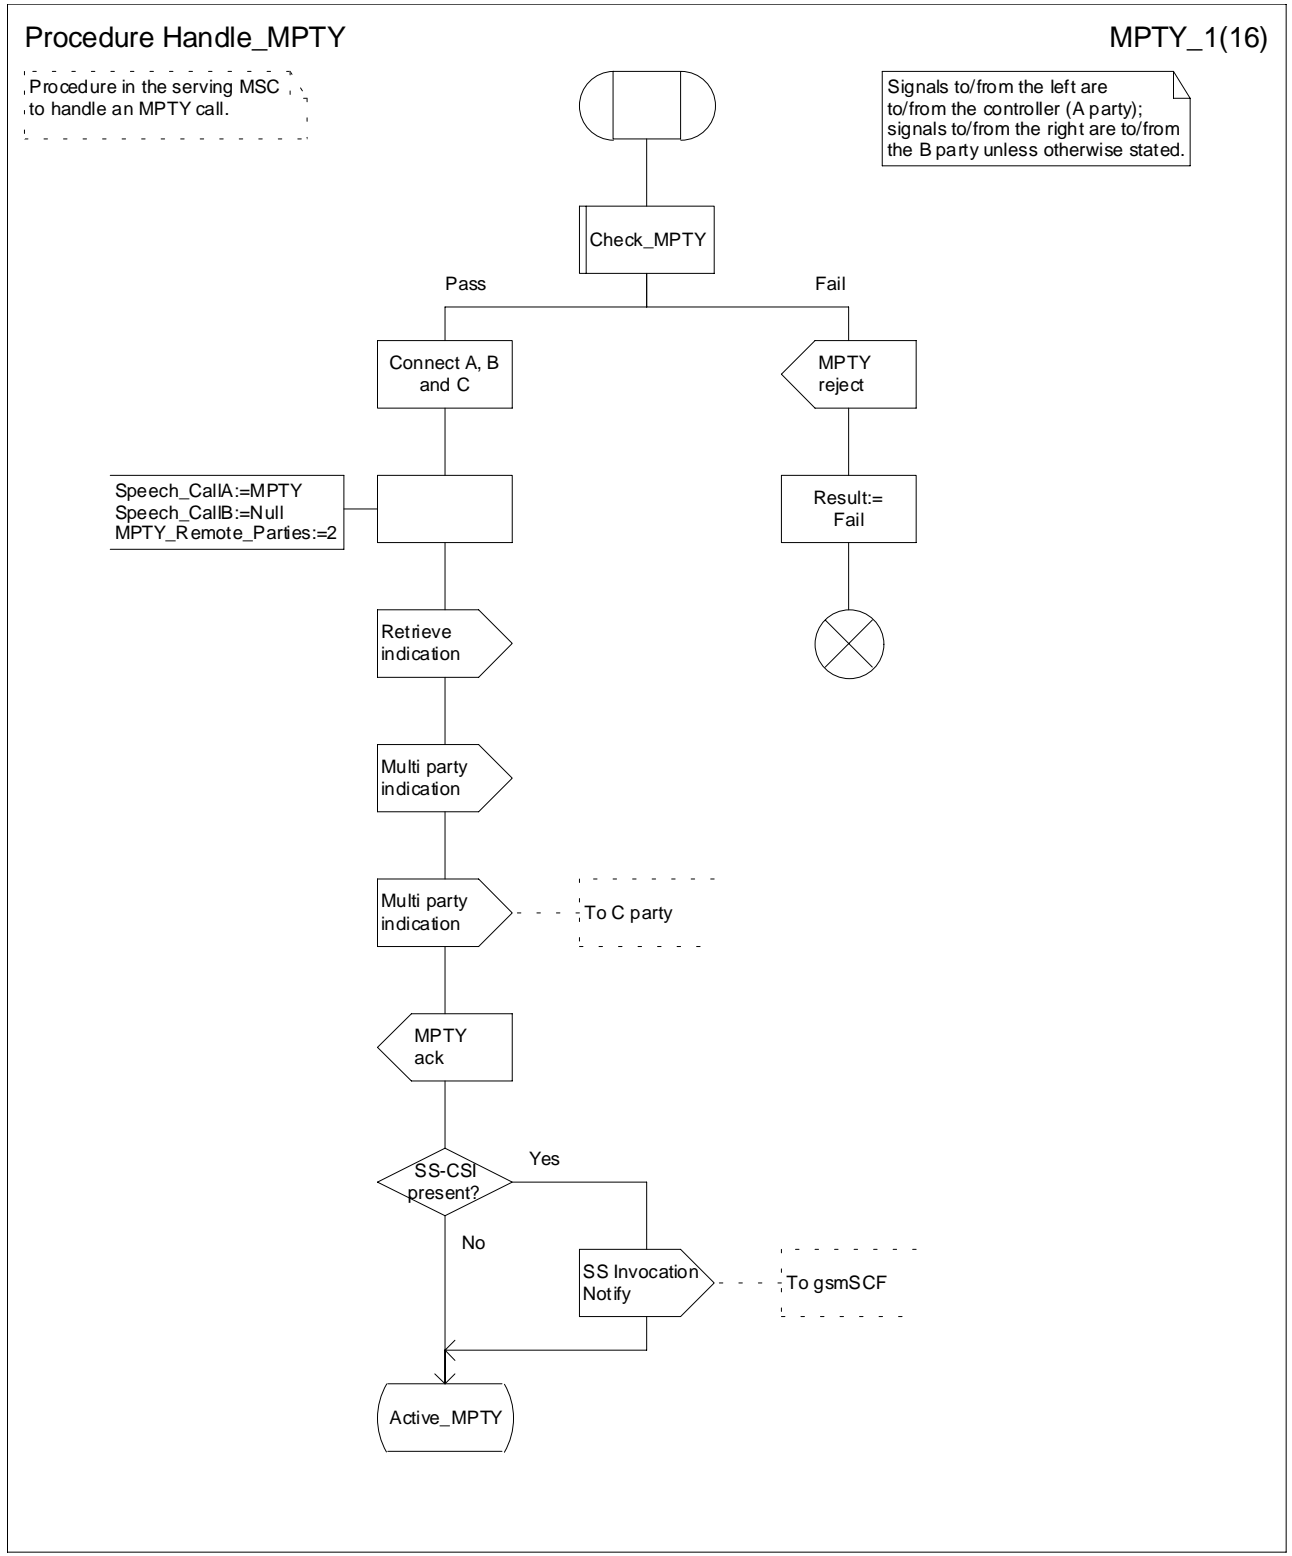 Procedure Handle_MPTY
MPTY_1(16)
Procedure in the serving MSC
to handle an MPTY call.
Signals to/from the left are
to/from the controller (A party);
signals to/from the right are to/from
the B party unless otherwise stated.
Check_MPTY
Pass
Fail
Connect A, B
and C
MPTY
reject
Speech_CallA:=MPTY
Speech_CallB:=Null
MPTY_Remote_Parties:=2
Result:=
Fail
Retrieve
indication
Multi party
indication
Multi party
indication
To C party
MPTY
ack
SS-CSI
present?
Yes
No
SS Invocation
Notify
To gsmSCF
Active_MPTY